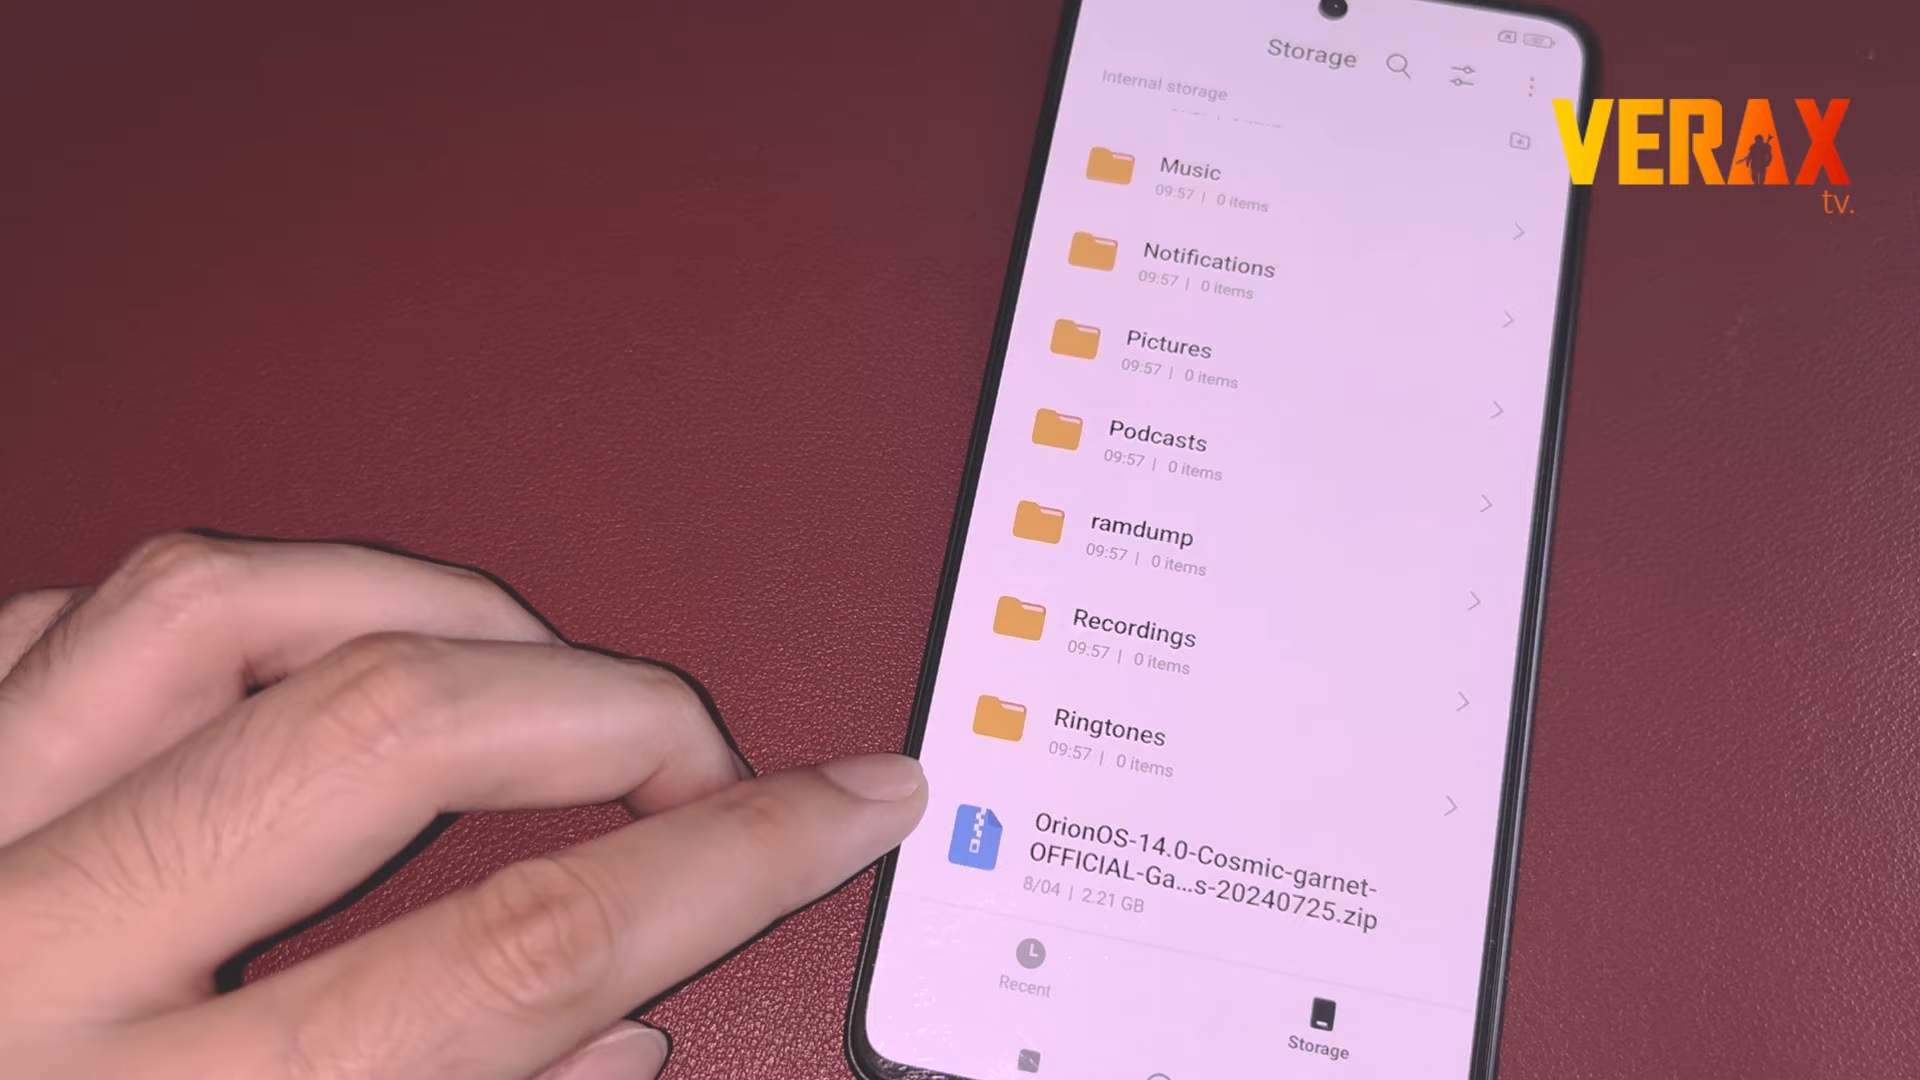 Storage
Internal storage
VERAX
tv.
Music
09:57 | 0 items
Notifications
09:57 | 0 items
Pictures
09:57 | 0 items
Podcasts
09:57 | 0 items
ramdump
09:57 | 0 items
Recordings
09:57 | 0 items
Ringtones
09:57 | 0 items
OrionOS-14.0-Cosmic-garnet-
OFFICIAL-Ga...s-20240725.zip
8/04 | 2.21 GB
Recent
Storage